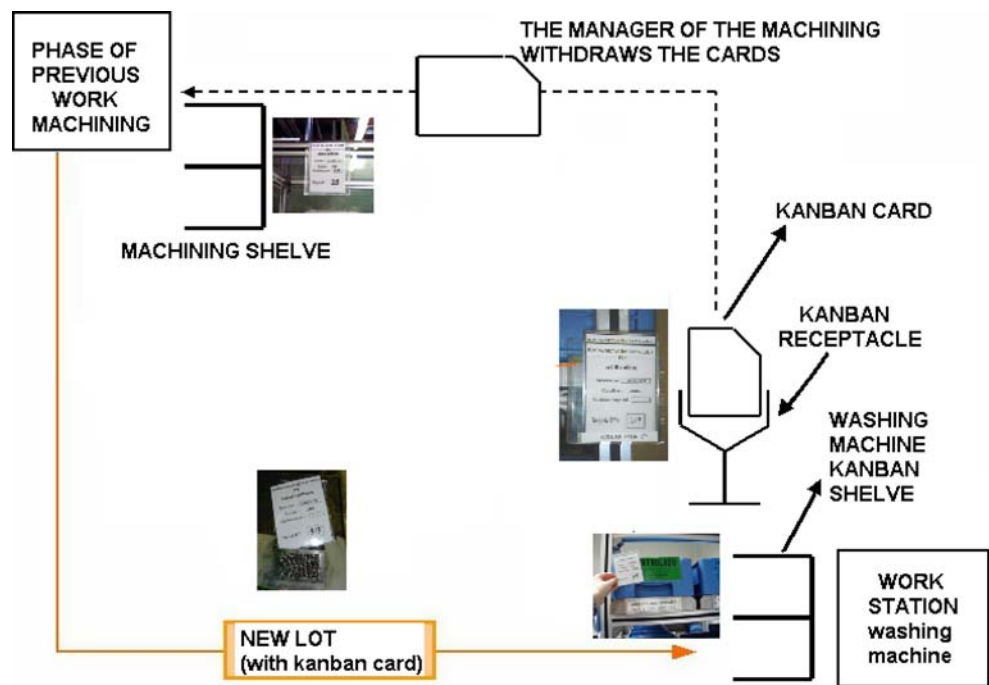 PHASE OF
PREVIOUS
WORK
MACHINING
THE MANAGER OF THE MACHINING
WITHDRAWS THE CARDS
MACHINING SHELVE
KANBAN CARD
KANBAN
RECEPTACLE
WASHING
MACHINE
KANBAN
SHELVE
NEW LOT
(with kanban card)
WORK
STATION
washing
machine